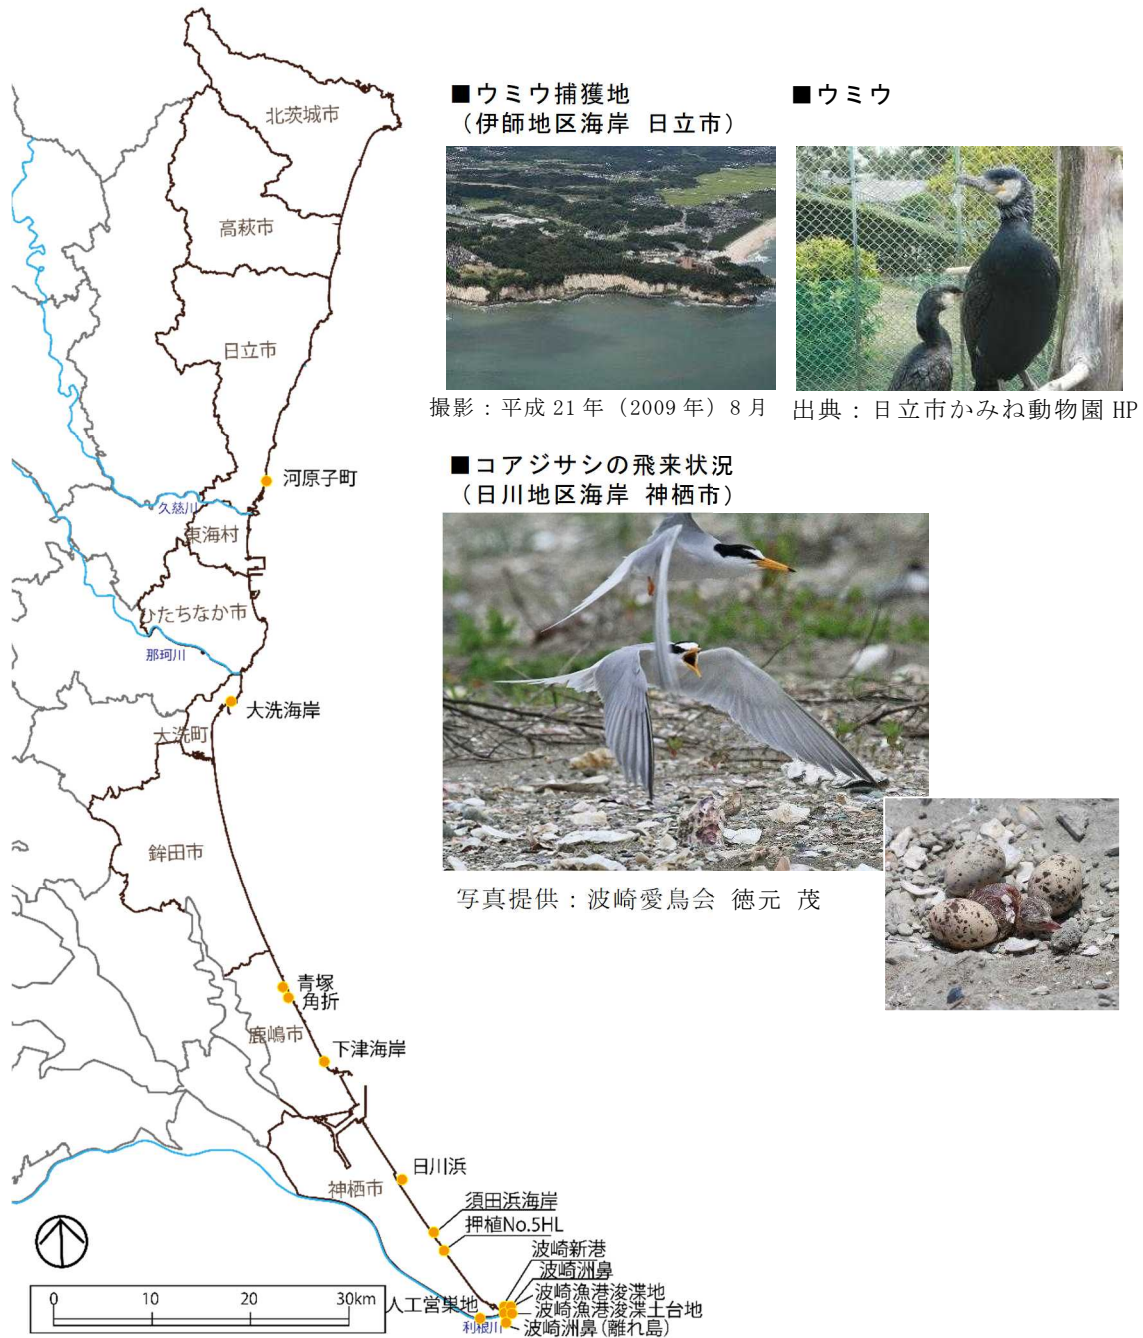 ■ウミウ捕獲地
（伊師地区海岸 日立市）
■ウミウ
撮影：平成 21 年（2009 年）8 月
出典：日立市かみね動物園 HP
■コアジサシの飛来状況
（日川地区海岸 神栖市）
写真提供：波崎愛鳥会 徳元 茂
北茨城市
高萩市
日立市
河原子町
久慈川
東海村
ひたちなか市
那珂川
大洗海岸
大洗町
鉾田市
青塚
角折
鹿嶋市
下津海岸
日川浜
神栖市
須田浜海岸
押植No.5HL
波崎新港
波崎洲鼻
波崎漁港浚渫地
人工営巣地
波崎漁港浚渫土台地
利根川
波崎洲鼻(離れ島)
0 10 20 30km